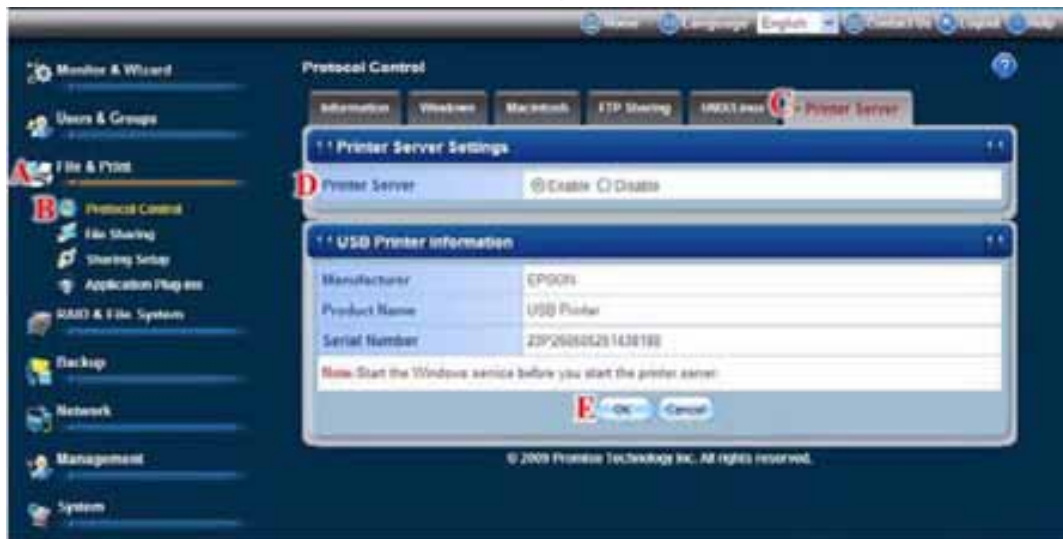 Language English
Monitor & Wizard
Protocol Control
Users & Groups
Information Windows Macintosh FTP Sharing UNIX/Linux C Printer Server
A File & Print
Printer Server Settings
D Printer Server Enable Disable
B Protocol Control
File Sharing
Sharing Setup
Application Plug-ins
USB Printer Information
Manufacturer EPSON
Product Name USB Printer
Serial Number
Note: Start the Windows service before you start the printer server.
E OK Cancel
RAID & File System
Backup
Network
Management
System
© 2009 Promise Technology Inc. All rights reserved.